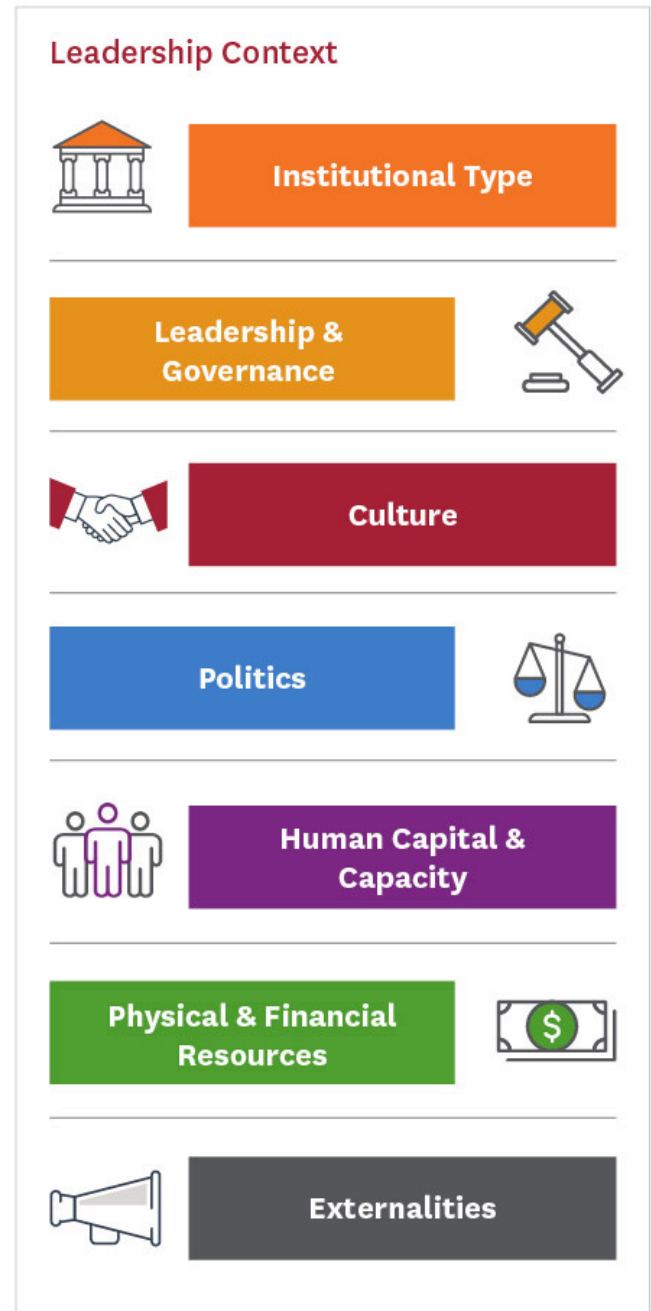 Leadership Context
Institutional Type
Leadership &
Governance
Culture
Politics
Human Capital &
Capacity
Physical & Financial
Resources
$
Externalities